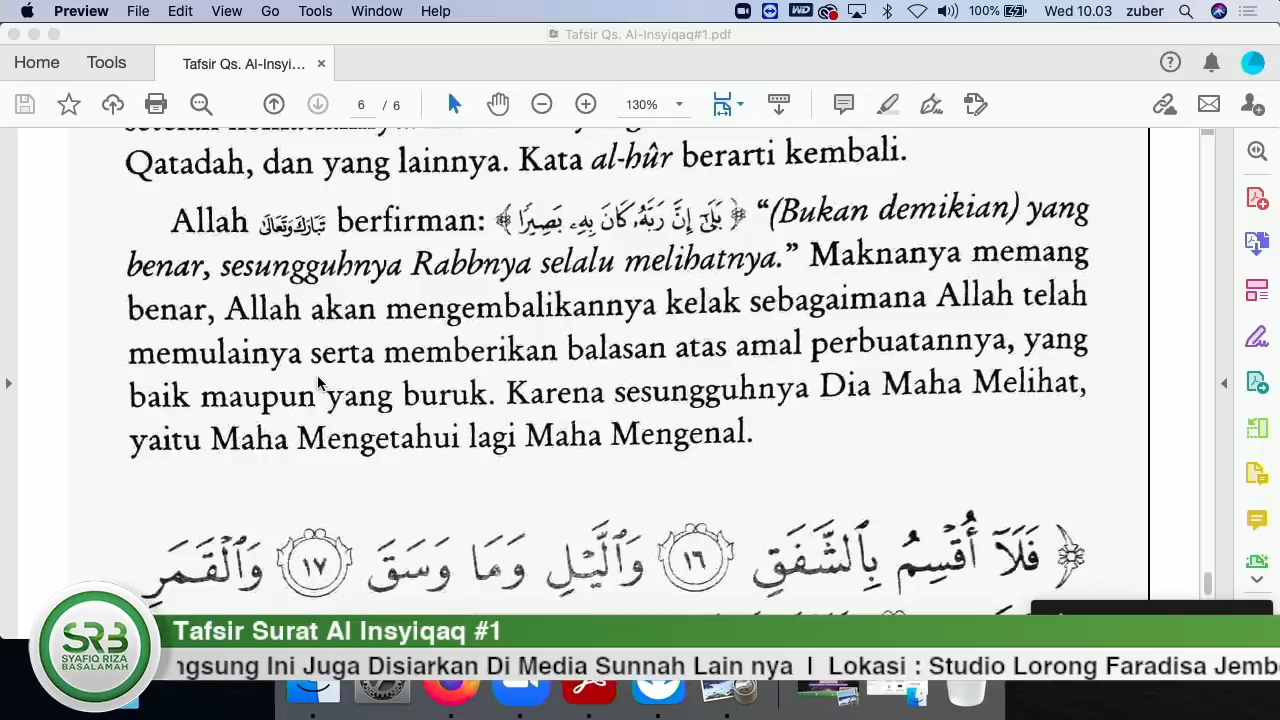 Preview File Edit View Go Tools Window Help 100% Wed 10.03 zuber
Tafsir Qs. Al-Insyiqaq#1.pdf
Home Tools Tafsir Qs. Al-Insyi... ×
6 / 6 130%
Qatadah, dan yang lainnya. Kata al-hûr berarti kembali.
Allah تَبَارَكَ وَتَعَالَى berfirman: ﴿ بَلَىٰٓ إِنَّ رَبَّهُۥ كَانَ بِهِۦ بَصِيرًا ﴾ “(Bukan demikian) yang
benar, sesungguhnya Rabbnya selalu melihatnya.” Maknanya memang
benar, Allah akan mengembalikannya kelak sebagaimana Allah telah
memulainya serta memberikan balasan atas amal perbuatannya, yang
baik maupun yang buruk. Karena sesungguhnya Dia Maha Melihat,
yaitu Maha Mengetahui lagi Maha Mengenal.
﴿ فَلَآ أُقْسِمُ بِٱلشَّفَقِ ١٦ وَٱلَّيْلِ وَمَا وَسَقَ ١٧ وَٱلْقَمَرِ
SRB
SYAFIQ RIZA
BASALAMAH
Tafsir Surat Al Insyiqaq #1
ngsung Ini Juga Disiarkan Di Media Sunnah Lain nya I Lokasi : Studio Lorong Faradisa Jemb